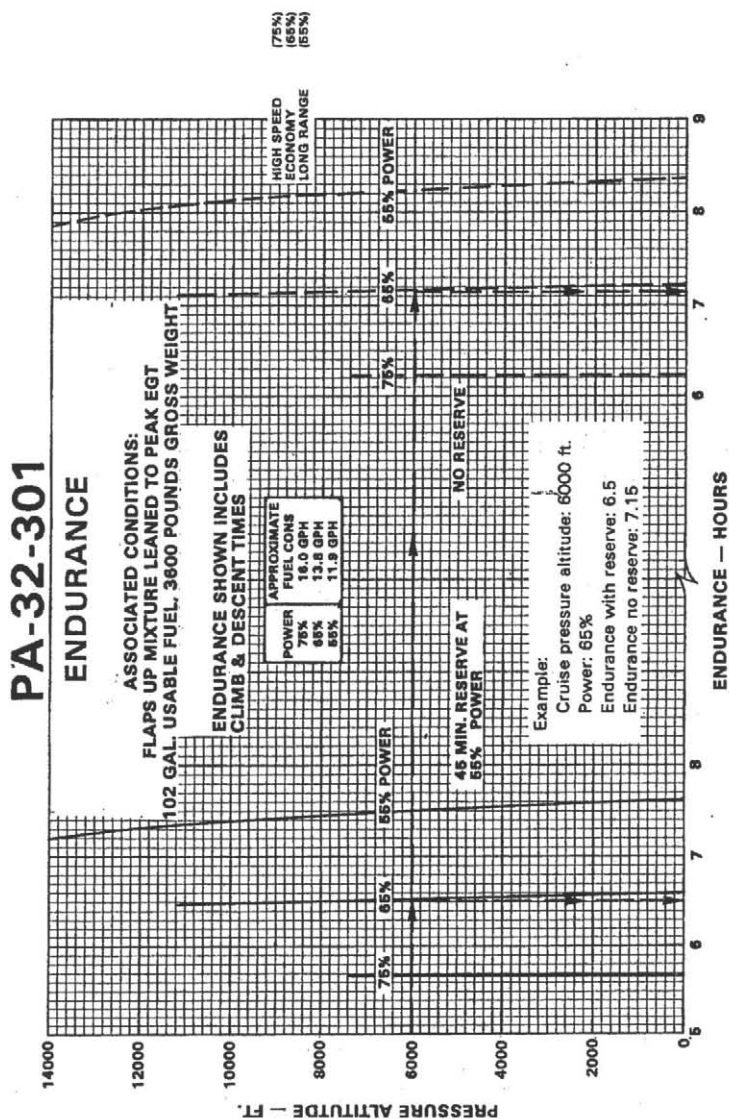 PA-32-301
ENDURANCE
ASSOCIATED CONDITIONS:
FLAPS UP MIXTURE LEANED TO PEAK EGT
102 GAL. USABLE FUEL, 3600 POUNDS GROSS WEIGHT
ENDURANCE SHOWN INCLUDES
CLIMB & DESCENT TIMES
POWER APPROXIMATE FUEL CONS
75% 16.0 GPH
65% 13.8 GPH
55% 11.9 GPH
HIGH SPEED (75%)
ECONOMY (65%)
LONG RANGE (55%)
75%
65%
55% POWER
75%
65%
55% POWER
45 MIN. RESERVE AT
55% POWER
NO RESERVE
Example:
Cruise pressure altitude: 6000 ft.
Power: 65%
Endurance with reserve: 6.5
Endurance no reserve: 7.15
PRESSURE ALTITUDE — FT.
14000
12000
10000
8000
6000
4000
2000
0
5 6 7 8 6 7 8 9
ENDURANCE — HOURS